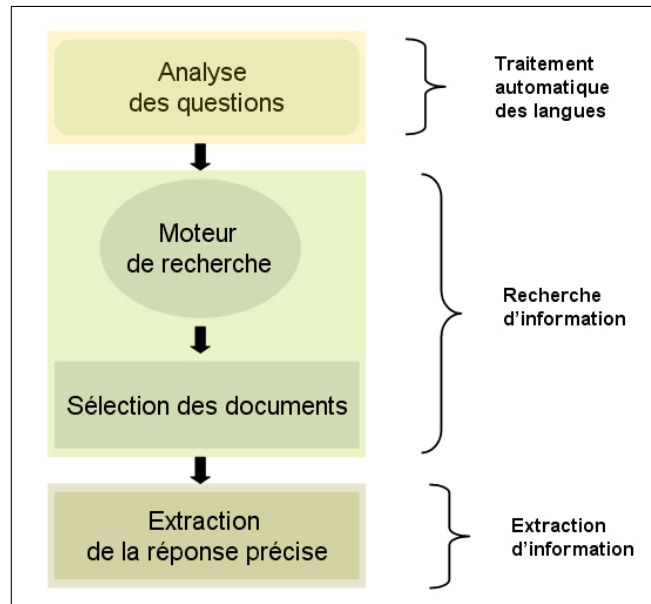 Analyse
des questions
Traitement
automatique
des langues
Moteur
de recherche
Recherche
d'information
Sélection des documents
Extraction
de la réponse précise
Extraction
d'information